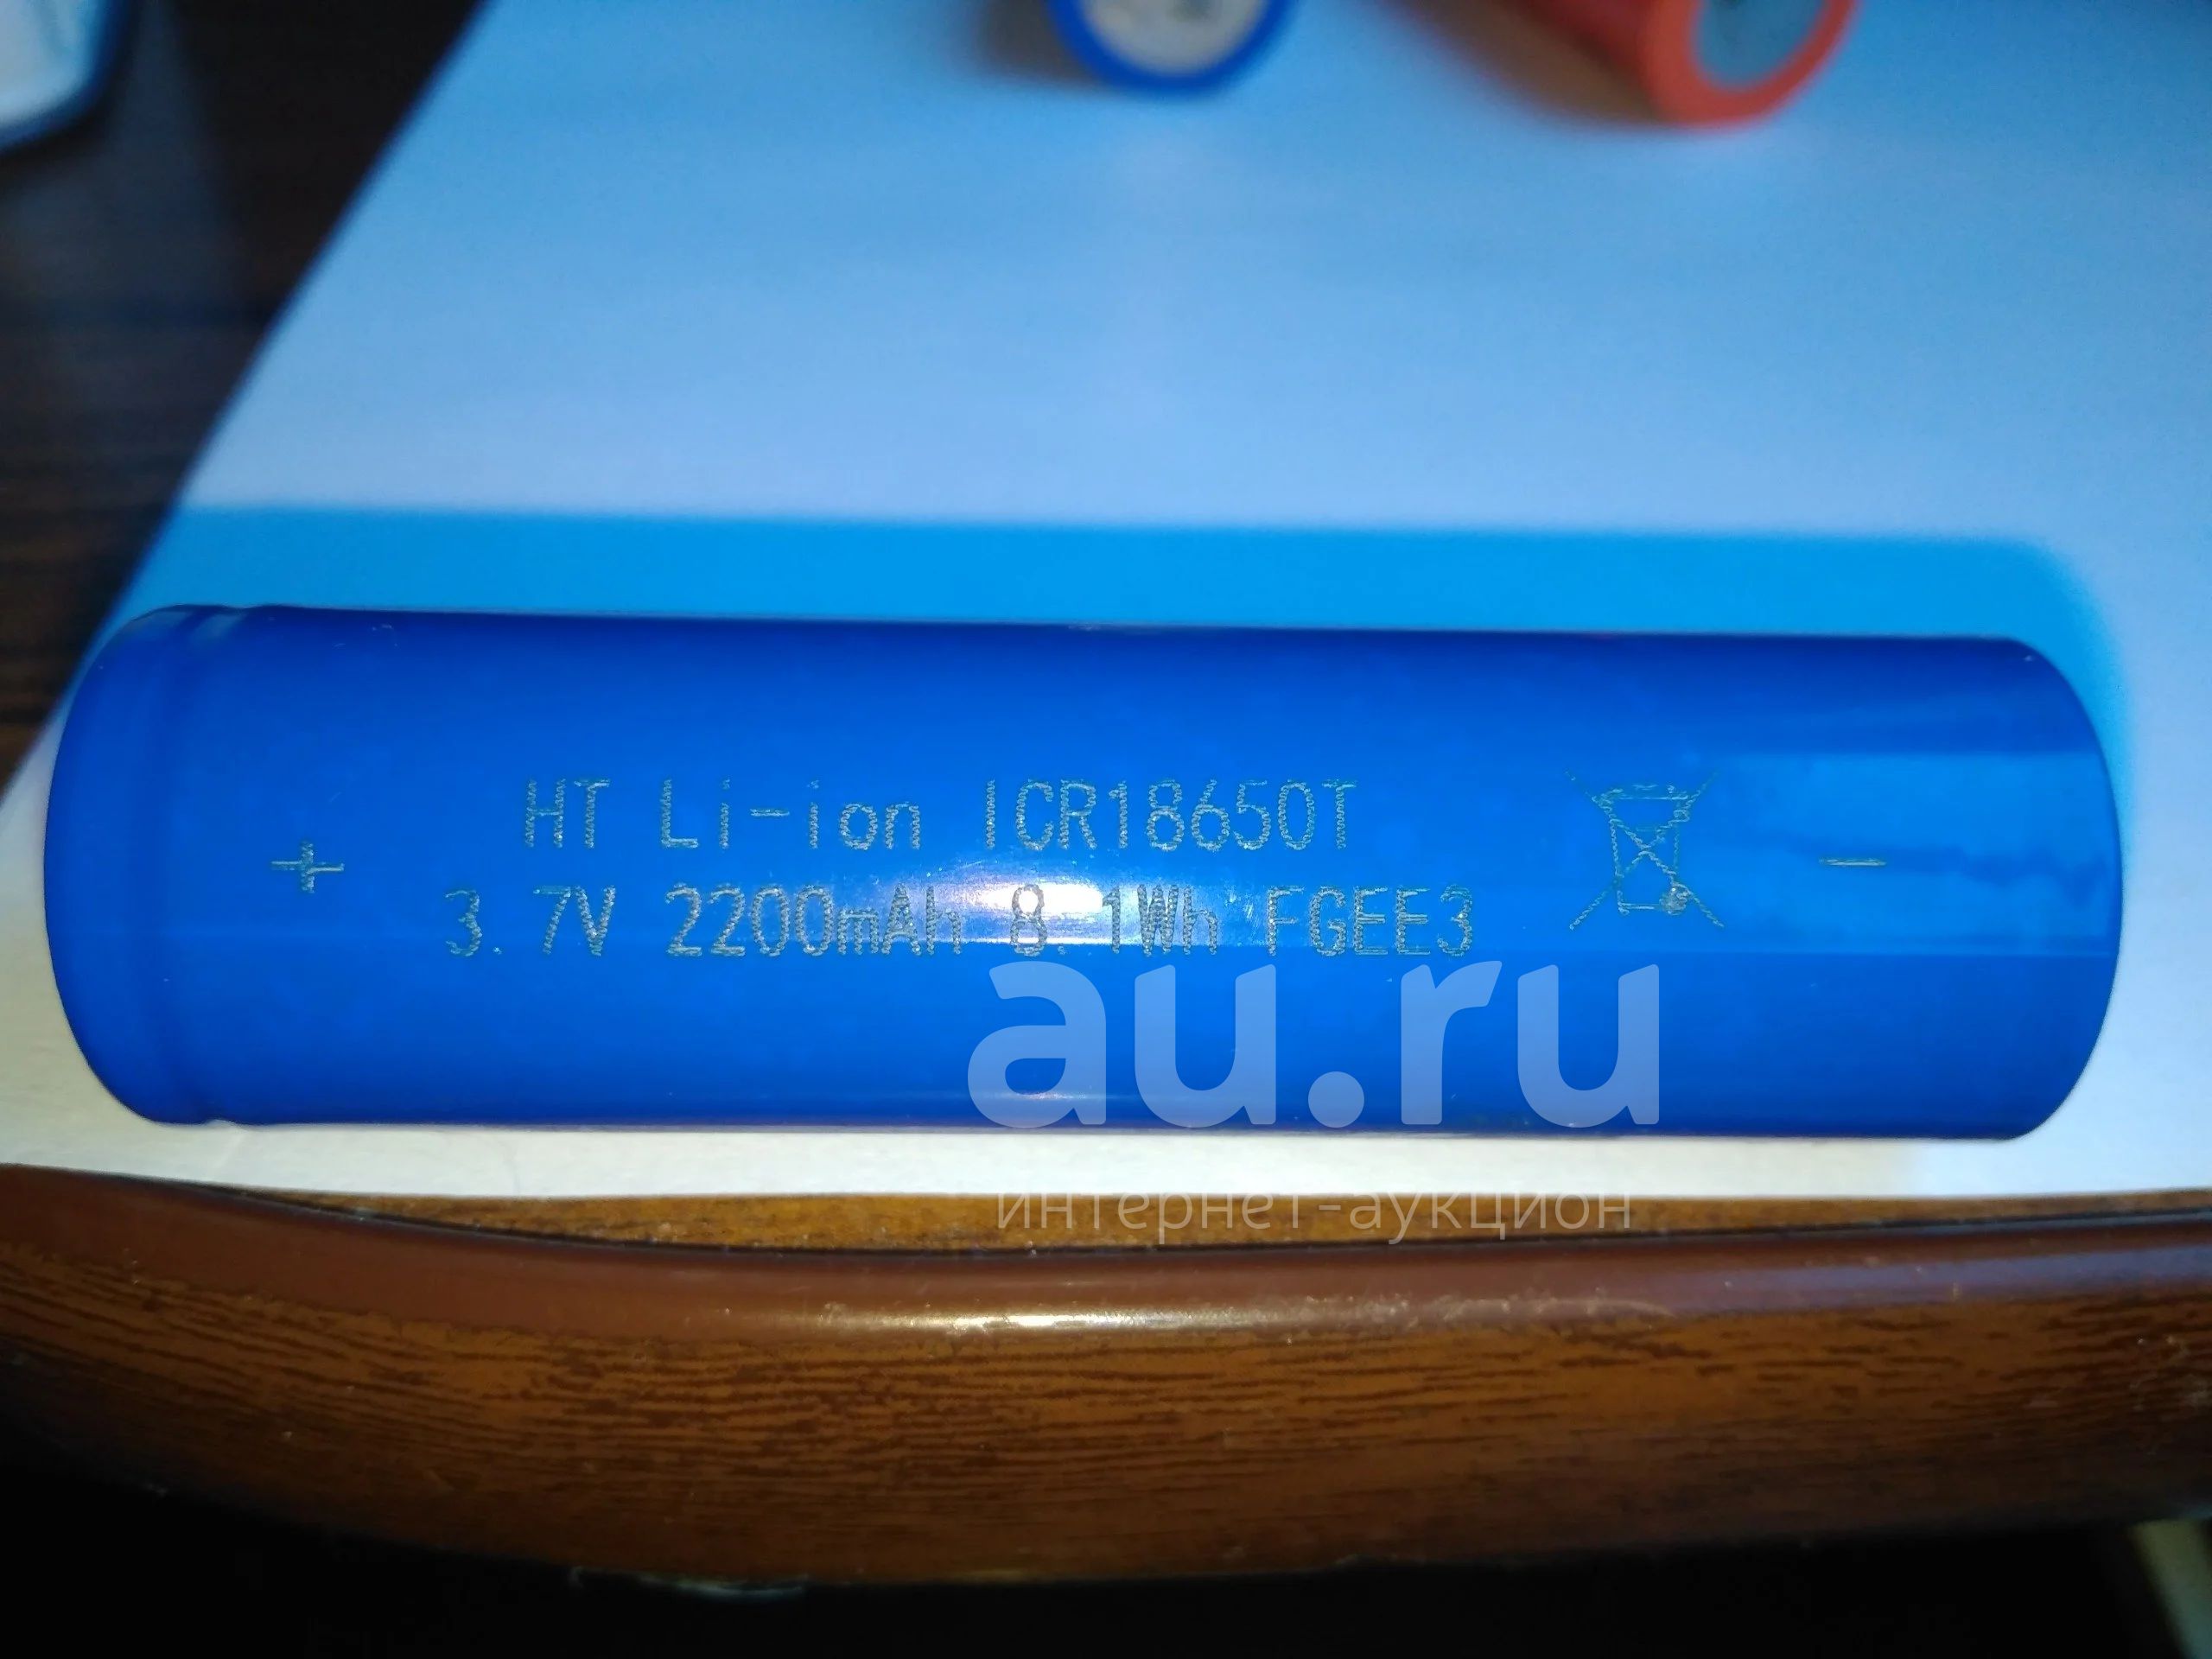 HT Li-ion ICR18650T
+ 3.7V 2200mAh 8.1Wh FGEE3 -
au.ru
интернет-аукцион